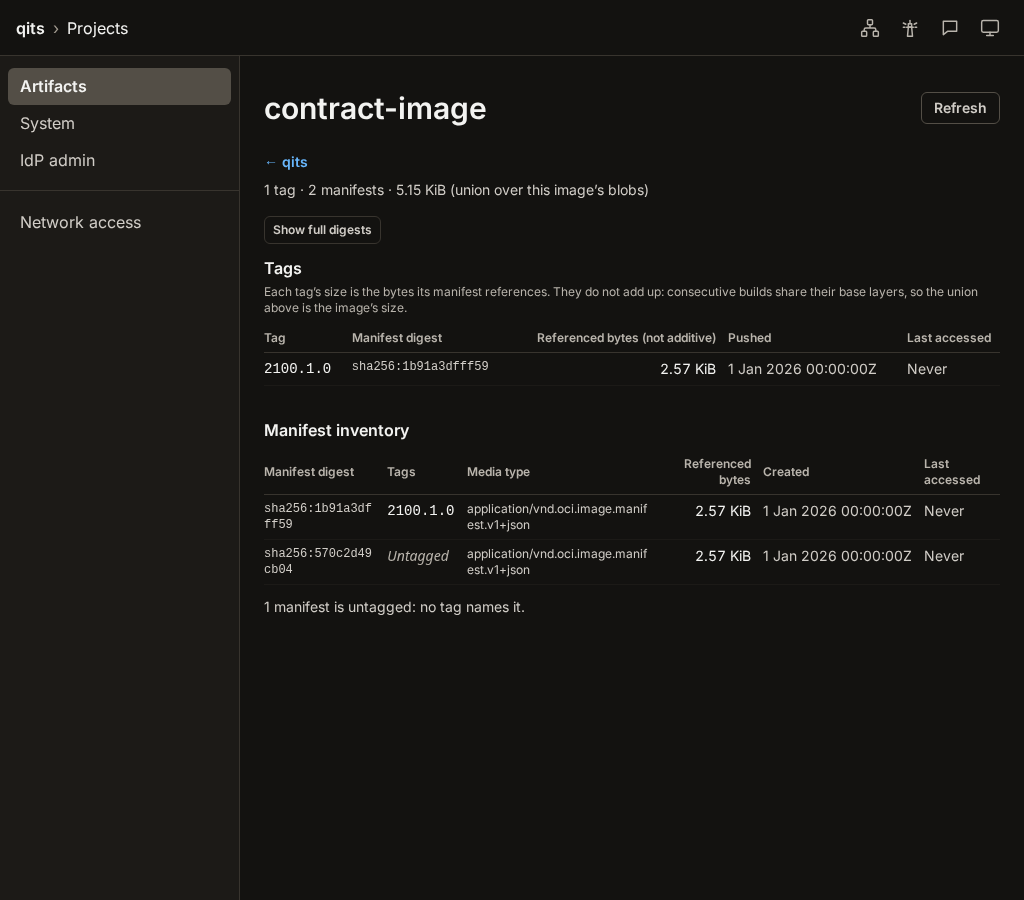 qits › Projects
Artifacts
System
IdP admin
Network access
contract-image
Refresh
← qits
1 tag · 2 manifests · 5.15 KiB (union over this image’s blobs)
Show full digests
Tags
Each tag’s size is the bytes its manifest references. They do not add up: consecutive builds share their base layers, so the union
above is the image’s size.
Tag Manifest digest Referenced bytes (not additive) Pushed Last accessed
2100.1.0 sha256:1b91a3dfff59 2.57 KiB 1 Jan 2026 00:00:00Z Never
Manifest inventory
Manifest digest Tags Media type Referenced bytes Created Last accessed
sha256:1b91a3df 2100.1.0 application/vnd.oci.image.manif 2.57 KiB 1 Jan 2026 00:00:00Z Never
ff59 est.v1+json
sha256:570c2d49 Untagged application/vnd.oci.image.manif 2.57 KiB 1 Jan 2026 00:00:00Z Never
cb04 est.v1+json
1 manifest is untagged: no tag names it.